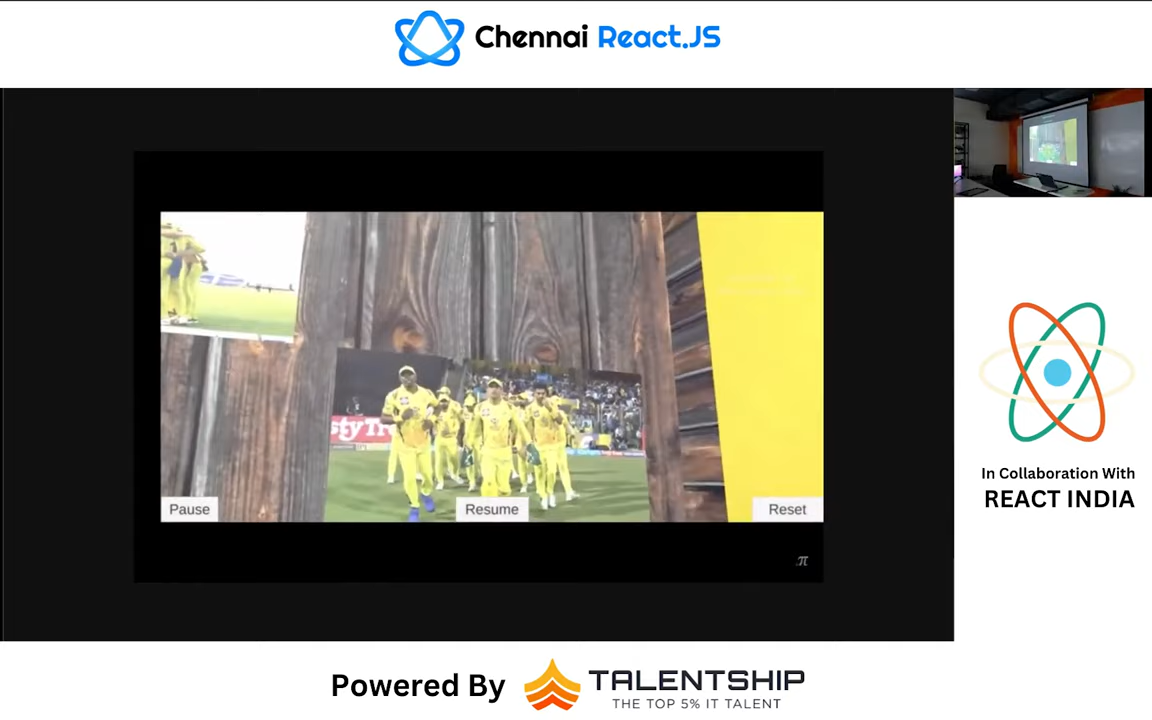 Chennai React.JS
styTr
Pause
Resume
Reset
π
In Collaboration With
REACT INDIA
Powered By
TALENTSHIP
THE TOP 5% IT TALENT